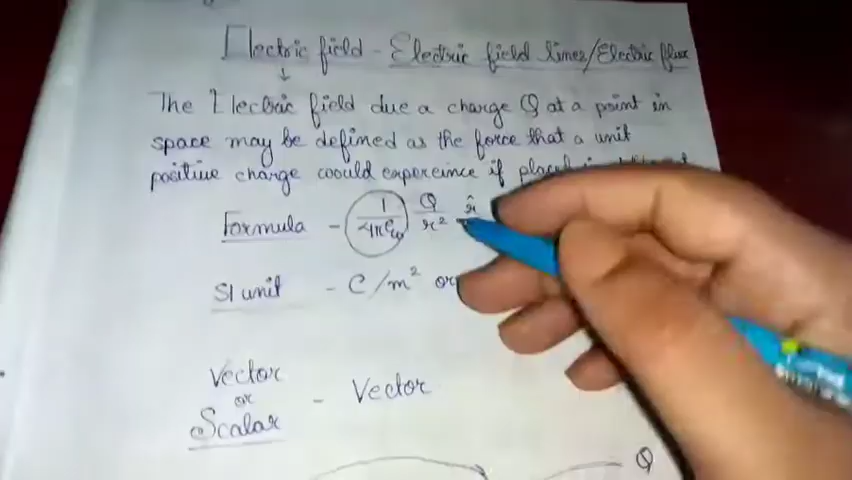 Electric field - Electric field lines/Electric flux
↓
The Electric field due a charge Q at a point in
space may be defined as the force that a unit
positive charge would expercince if placed
Formula - 1/4πε₀ Q/r² r̂
SI unit - C/m² or
Vector
or
Scalar
- Vector
Q